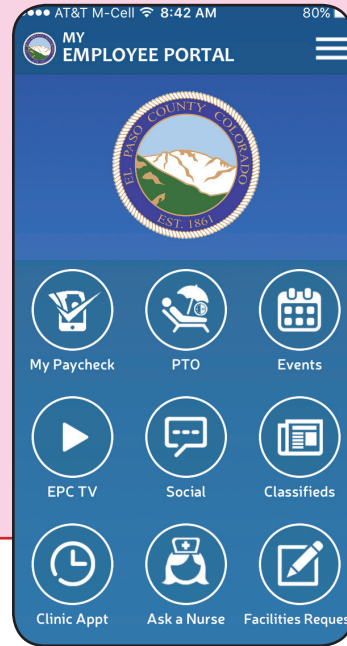 AT&T M-Cell 8:42 AM 80%
MY
EMPLOYEE PORTAL
EL PASO COUNTY COLORADO
EST. 1861
My Paycheck PTO Events
EPC TV Social Classifieds
Clinic Appt Ask a Nurse Facilities Reques